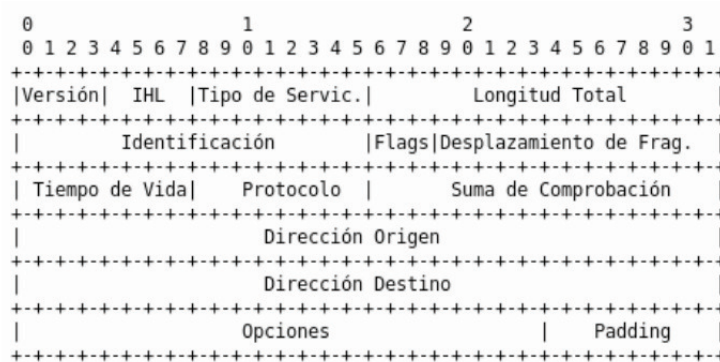 0 1 2 3
0 1 2 3 4 5 6 7 8 9 0 1 2 3 4 5 6 7 8 9 0 1 2 3 4 5 6 7 8 9 0 1
+-+-+-+-+-+-+-+-+-+-+-+-+-+-+-+-+-+-+-+-+-+-+-+-+-+-+-+-+-+-+-+-+
|Versión| IHL |Tipo de Servic.| Longitud Total |
+-+-+-+-+-+-+-+-+-+-+-+-+-+-+-+-+-+-+-+-+-+-+-+-+-+-+-+-+-+-+-+-+
| Identificación |Flags|Desplazamiento de Frag. |
+-+-+-+-+-+-+-+-+-+-+-+-+-+-+-+-+-+-+-+-+-+-+-+-+-+-+-+-+-+-+-+-+
| Tiempo de Vida| Protocolo | Suma de Comprobación |
+-+-+-+-+-+-+-+-+-+-+-+-+-+-+-+-+-+-+-+-+-+-+-+-+-+-+-+-+-+-+-+-+
| Dirección Origen |
+-+-+-+-+-+-+-+-+-+-+-+-+-+-+-+-+-+-+-+-+-+-+-+-+-+-+-+-+-+-+-+-+
| Dirección Destino |
+-+-+-+-+-+-+-+-+-+-+-+-+-+-+-+-+-+-+-+-+-+-+-+-+-+-+-+-+-+-+-+-+
| Opciones | Padding |
+-+-+-+-+-+-+-+-+-+-+-+-+-+-+-+-+-+-+-+-+-+-+-+-+-+-+-+-+-+-+-+-+